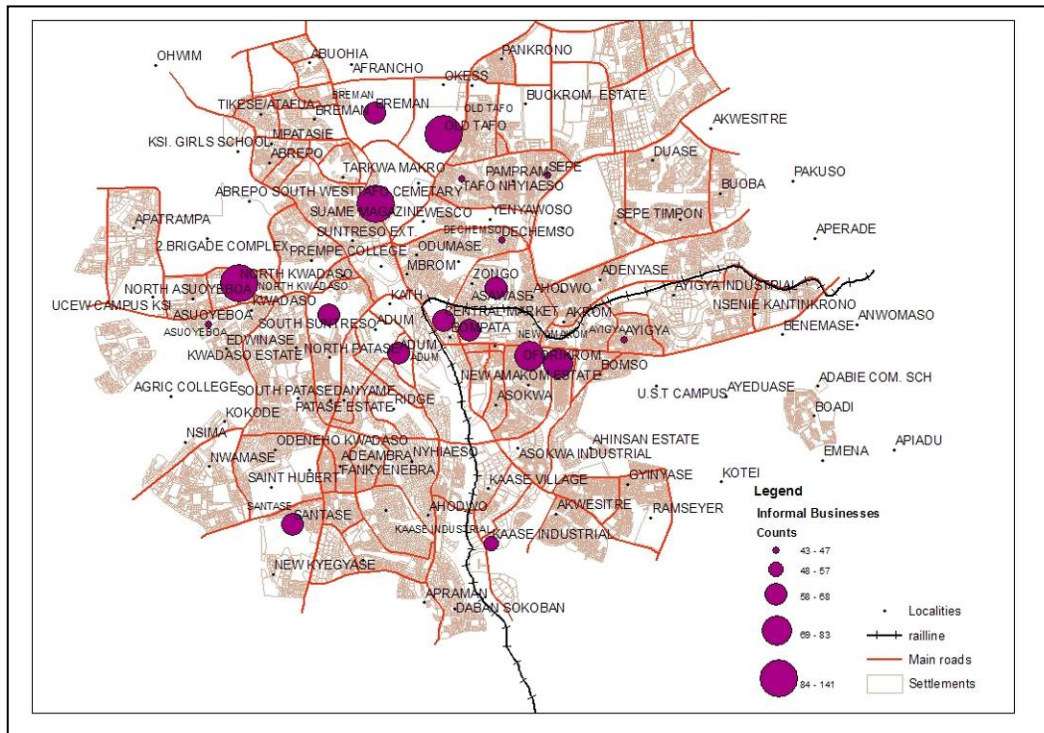 PANKRONO
OHWIM
ABUOHIA
AFRANCHO
OKESS
BREMAN
BREMAN
BUOKROM ESTATE
TIKESE/ATAFUA
BREMAN
OLD TAFO
OLD TAFO
AKWESITRE
MPATASIE
KSI. GIRLS SCHOOL
ABREPO
DUASE
TARKWA MAKRO
PAMPRAM
SEPE
TAFO NHYIAESO
PAKUSO
ABREPO SOUTH WEST
TAFO CEMETARY
BUOBA
SUAME MAGAZINE
WESCO
YENYAWOSO
SEPE TIMPON
APATRAMPA
SUNTRESO EXT.
DECHEMSO
DECHEMSO
APERADE
2.BRIGADE COMPLEX
PREMPE COLLEGE
ODUMASE
MBROM
ZONGO
ADENYASE
NORTH KWADASO
NORTH KWADASO
NORTH ASUOYEBOA
ASAWASE
AHODWO
AYIGYA INDUSTRIAL
UCEW CAMPUS KSI
KWADASO
KATH
CENTRAL MARKET
AKROM
NSENIE KANTINKRONO
ASUOYEBOA
SOUTH SUNTRESO
ADUM
BOMPATA
ANWOMASO
ASUOYEBOA
NEW AMAKOM
AYIGYA
AYIGYA
BENEMASE
EDWINASE
KWADASO ESTATE
NORTH PATASE
ADUM
ADUM
OFORIKROM
BOMSO
NEW AMAKOM ESTATE
AGRIC COLLEGE
SOUTH PATASE
DANYAME
RIDGE
ASOKWA
U.S.T CAMPUS
AYEDUASE
ADABIE COM. SCH
PATASE ESTATE
KOKODE
BOADI
NSIMA
ODENEHO KWADASO
NYHIAESO
AHINSAN ESTATE
APIADU
NWAMASE
ADEAMBRA
ASOKWA INDUSTRIAL
EMENA
FANKYENEBRA
SAINT HUBERT
KAASE VILLAGE
GYINYASE
KOTEI
SANTASE
SANTASE
AHODWO
AKWESITRE
RAMSEYER
KAASE INDUSTRIAL
KAASE INDUSTRIAL
NEW KYEGYASE
APRAMAN
DABAN SOKOBAN
Legend
Informal Businesses
Counts
43 - 47
48 - 57
58 - 68
69 - 83
84 - 141
Localities
railline
Main roads
Settlements